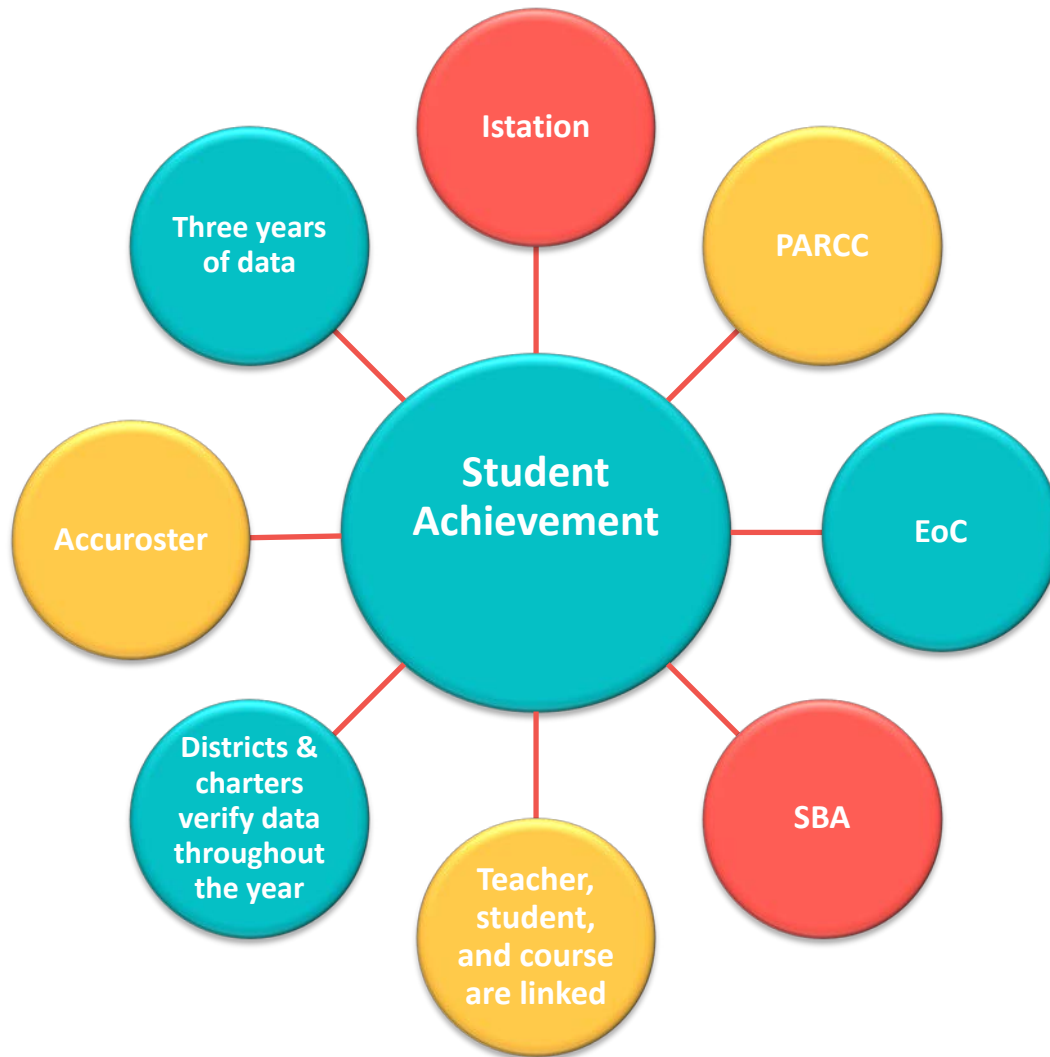 Istation
PARCC
EoC
SBA
Teacher,
student,
and course
are linked
Districts &
charters
verify data
throughout
the year
Accuroster
Three years
of data
Student
Achievement